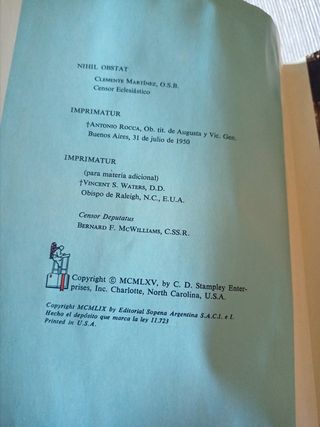 NIHIL OBSTAT
Clemente Martínez, O.S.B.
Censor Eclesiástico
IMPRIMATUR
†Antonio Rocca, Ob. tit. de Augusta y Vic. Gen.
Buenos Aires, 31 de julio de 1950
IMPRIMATUR
(para materia adicional)
†Vincent S. Waters, D.D.
Obispo de Raleigh, N.C., E.U.A.
Censor Deputatus
Bernard F. McWilliams, C.SS.R.
Copyright © MCMLXV, by C. D. Stampley Enter-
prises, Inc. Charlotte, North Carolina, U.S.A.
Copyright MCMLIX by Editorial Sopena Argentina S.A.C.I. e I.
Hecho el depósito que marca la ley 11.723
Printed in U.S.A.